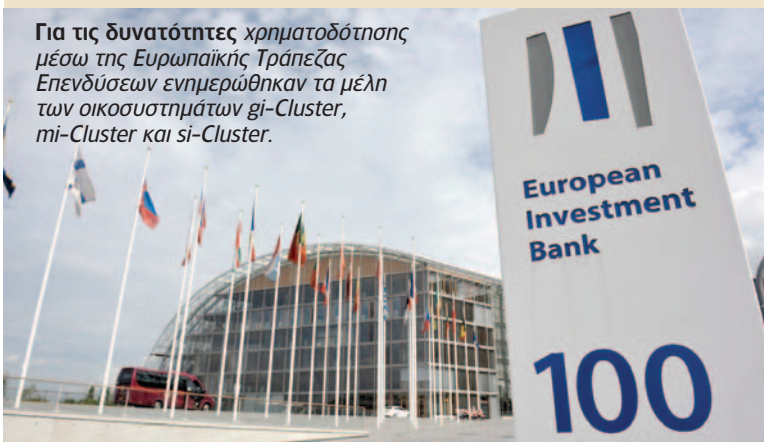 Για τις δυνατότητες χρηματοδότησης
μέσω της Ευρωπαϊκής Τράπεζας
Επενδύσεων ενημερώθηκαν τα μέλη
των οικοσυστημάτων gi-Cluster,
mi-Cluster και si-Cluster.
European
Investment
Bank
100